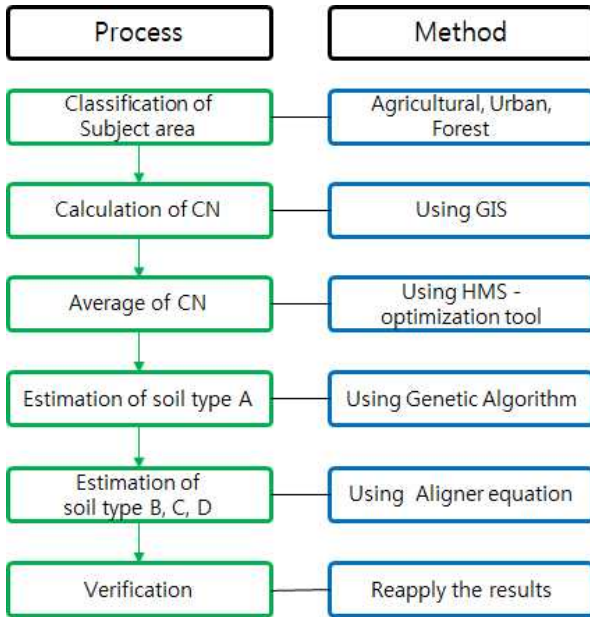 Process
Method
Classification of
Subject area
Agricultural, Urban,
Forest
Calculation of CN
Using GIS
Average of CN
Using HMS -
optimization tool
Estimation of soil type A
Using Genetic Algorithm
Estimation of
soil type B, C, D
Using Aligner equation
Verification
Reapply the results